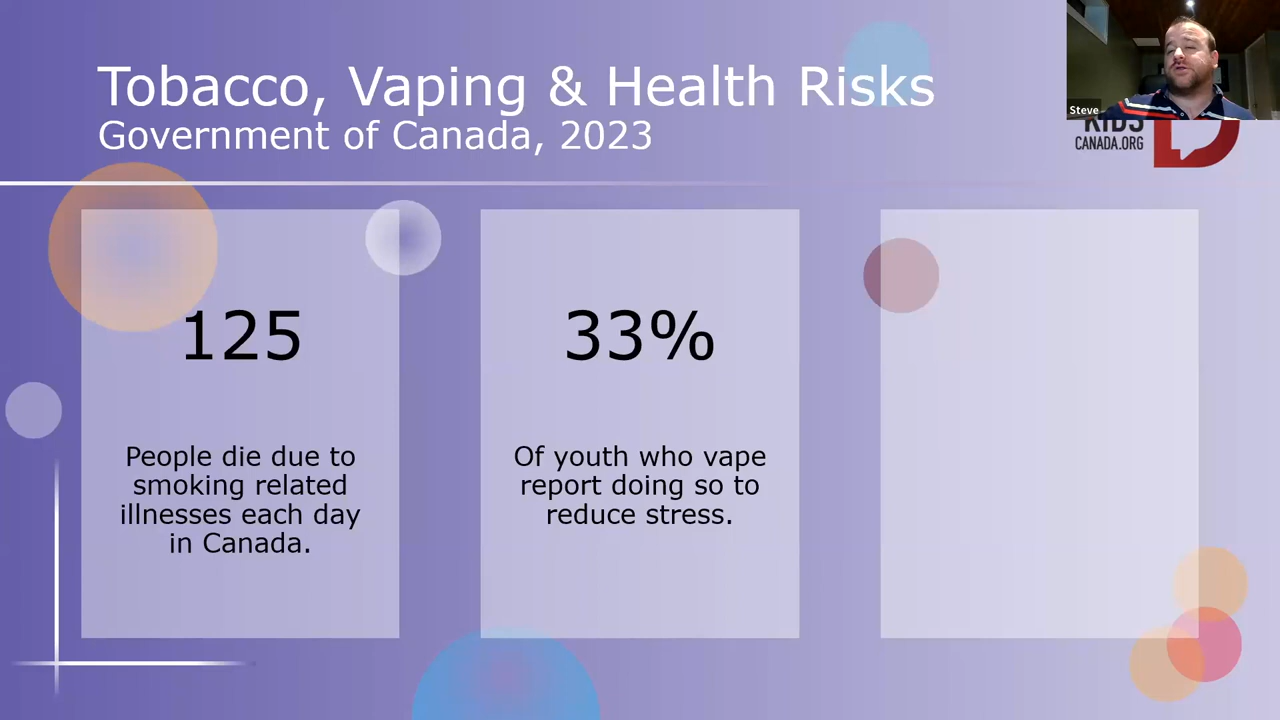 Tobacco, Vaping & Health Risks
Government of Canada, 2023
Steve
KIDS
CANADA.ORG
125
People die due to
smoking related
illnesses each day
in Canada.
33%
Of youth who vape
report doing so to
reduce stress.